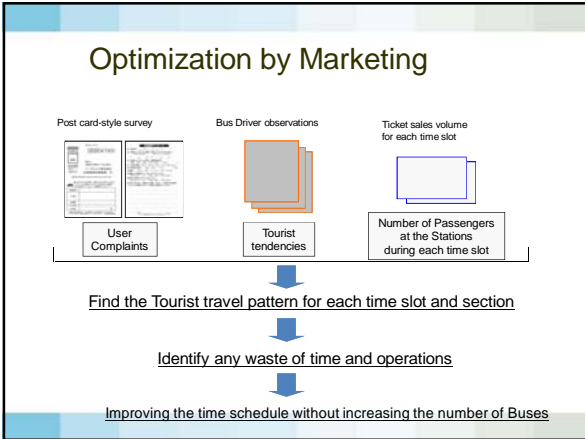 Optimization by Marketing
Post card-style survey
Bus Driver observations
Ticket sales volume
for each time slot
User
Complaints
Tourist
tendencies
Number of Passengers
at the Stations
during each time slot
Find the Tourist travel pattern for each time slot and section
Identify any waste of time and operations
Improving the time schedule without increasing the number of Buses